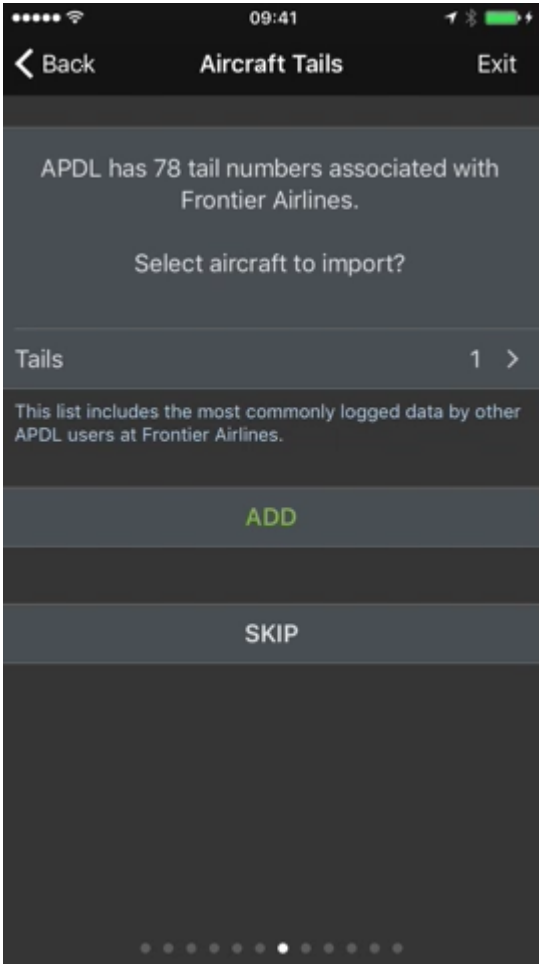 09:41
Back
Aircraft Tails
Exit
APDL has 78 tail numbers associated with
Frontier Airlines.
Select aircraft to import?
Tails
1
This list includes the most commonly logged data by other
APDL users at Frontier Airlines.
ADD
SKIP